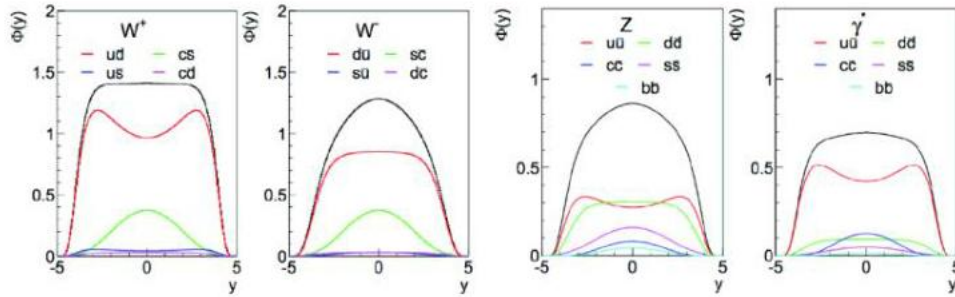 Φ(y)
2
1.5
1
0.5
0
-5
0
5
y
W⁺
ud̄
cs
us
cd
Φ(y)
2
1.5
1
0.5
0
-5
0
5
y
W⁻
dū
sc̄
sū
dc
Φ(y)
1
0.5
0
-5
0
5
y
Z
uū
dd̄
cc
ss
bb̄
Φ(y)
1
0.5
0
-5
0
5
y
γ*
uū
dd̄
cc
ss
bb̄